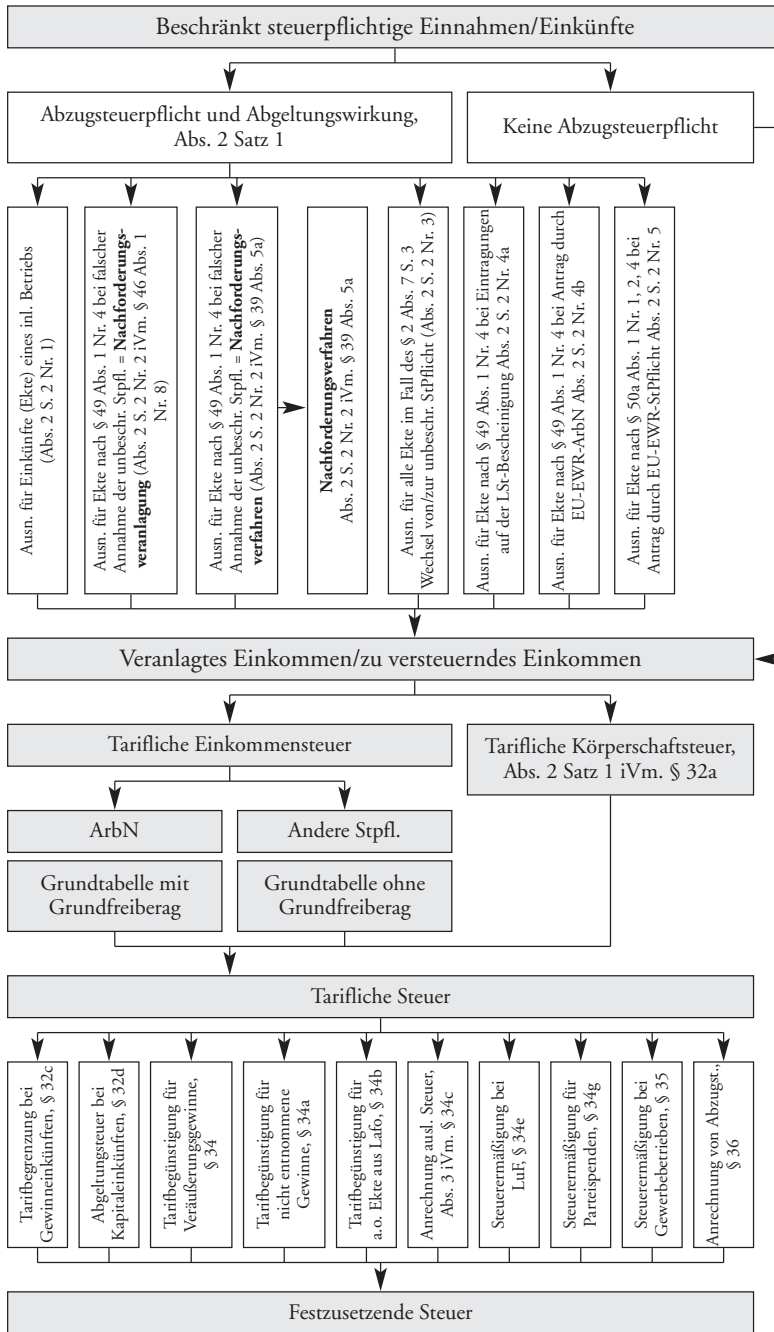 Beschränkt steuerpflichtige Einnahmen/Einkünfte
Abzugsteuerpflicht und Abgeltungswirkung,
Abs. 2 Satz 1
Keine Abzugsteuerpflicht
Ausn. für Einkünfte (Ekte) eines inl. Betriebs
(Abs. 2 S. 2 Nr. 1)
Ausn. für Ekte nach § 49 Abs. 1 Nr. 4 bei falscher
Annahme der unbeschr. Stpfl. = Nachforderungs-
veranlagung (Abs. 2 S. 2 Nr. 2 iVm. § 46 Abs. 1
Nr. 8)
Ausn. für Ekte nach § 49 Abs. 1 Nr. 4 bei falscher
Annahme der unbeschr. Stpfl. = Nachforderungs-
verfahren (Abs. 2 S. 2 Nr. 2 iVm. § 39 Abs. 5a)
Nachforderungsverfahren
Abs. 2 S. 2 Nr. 2 iVm. § 39 Abs. 5a
Ausn. für alle Ekte im Fall des § 2 Abs. 7 S. 3
Wechsel von/zur unbeschr. StPflicht (Abs. 2 S. 2 Nr. 3)
Ausn. für Ekte nach § 49 Abs. 1 Nr. 4 bei Eintragungen
auf der LSt-Bescheinigung Abs. 2 S. 2 Nr. 4a
Ausn. für Ekte nach § 49 Abs. 1 Nr. 4 bei Antrag durch
EU-EWR-ArbN Abs. 2 S. 2 Nr. 4b
Ausn. für Ekte nach § 50a Abs. 1 Nr. 1, 2, 4 bei
Antrag durch EU-EWR-StPflicht Abs. 2 S. 2 Nr. 5
Veranlagtes Einkommen/zu versteuerndes Einkommen
Tarifliche Einkommensteuer
Tarifliche Körperschaftsteuer,
Abs. 2 Satz 1 iVm. § 32a
ArbN
Andere Stpfl.
Grundtabelle mit
Grundfreiberag
Grundtabelle ohne
Grundfreiberag
Tarifliche Steuer
Tarifbegrenzung bei
Gewinneinkünften, § 32c
Abgeltungsteuer bei
Kapitaleinkünften, § 32d
Tarifbegünstigung für
Veräußerungsgewinne,
§ 34
Tarifbegünstigung für
nicht entnommene
Gewinne, § 34a
Tarifbegünstigung für
a.o. Ekte aus Lafo, § 34b
Anrechnung ausl. Steuer,
Abs. 3 iVm. § 34c
Steuerermäßigung bei
LuF, § 34e
Steuerermäßigung für
Parteispenden, § 34g
Steuerermäßigung bei
Gewerbebetrieben, § 35
Anrechnung von Abzugst.,
§ 36
Festzusetzende Steuer